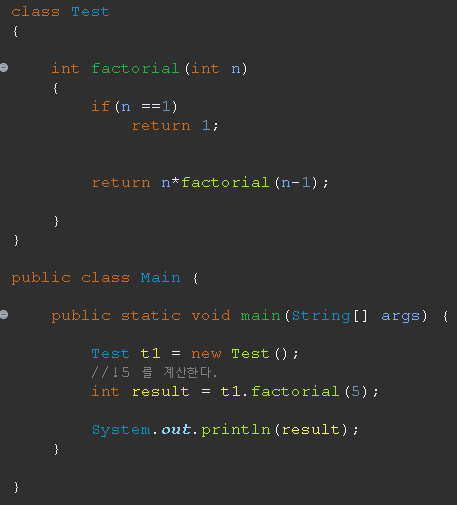 class Test
{
int factorial(int n)
{
if(n ==1)
return 1;
return n*factorial(n-1);
}
}
public class Main {
public static void main(String[] args) {
Test t1 = new Test();
//!5 를 계산한다.
int result = t1.factorial(5);
System.out.println(result);
}
}